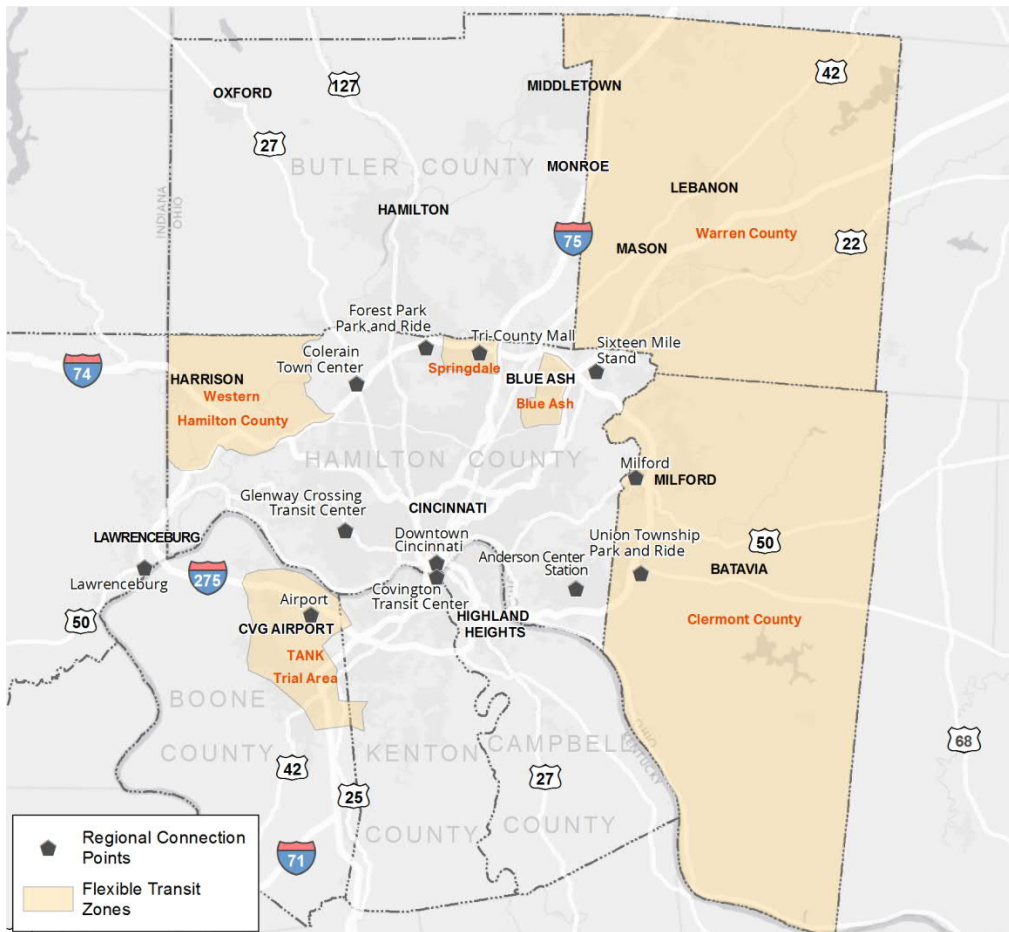 42
127
MIDDLETOWN
OXFORD
27
MONROE
BUTLER COUNTY
LEBANON
HAMILTON
INDIANA
OHIO
75
Warren County
22
MASON
Forest Park
Park and Ride
Tri-County Mall
Sixteen Mile
Stand
Colerain
Town Center
74
HARRISON
Springdale
BLUE ASH
Western
Hamilton County
Blue Ash
HAMILTON COUNTY
Milford
MILFORD
Glenway Crossing
Transit Center
CINCINNATI
LAWRENCEBURG
Downtown
Cincinnati
Union Township
Park and Ride
50
Anderson Center
Station
BATAVIA
Lawrenceburg
275
Airport
Covington
Transit Center
50
CVG AIRPORT
HIGHLAND
HEIGHTS
Clermont County
TANK
Trial Area
BOONE
COUNTY
KENTON
COUNTY
CAMPBELL
COUNTY
OHIO
KENTUCKY
68
42
25
27
71
Regional Connection
Points
Flexible Transit
Zones